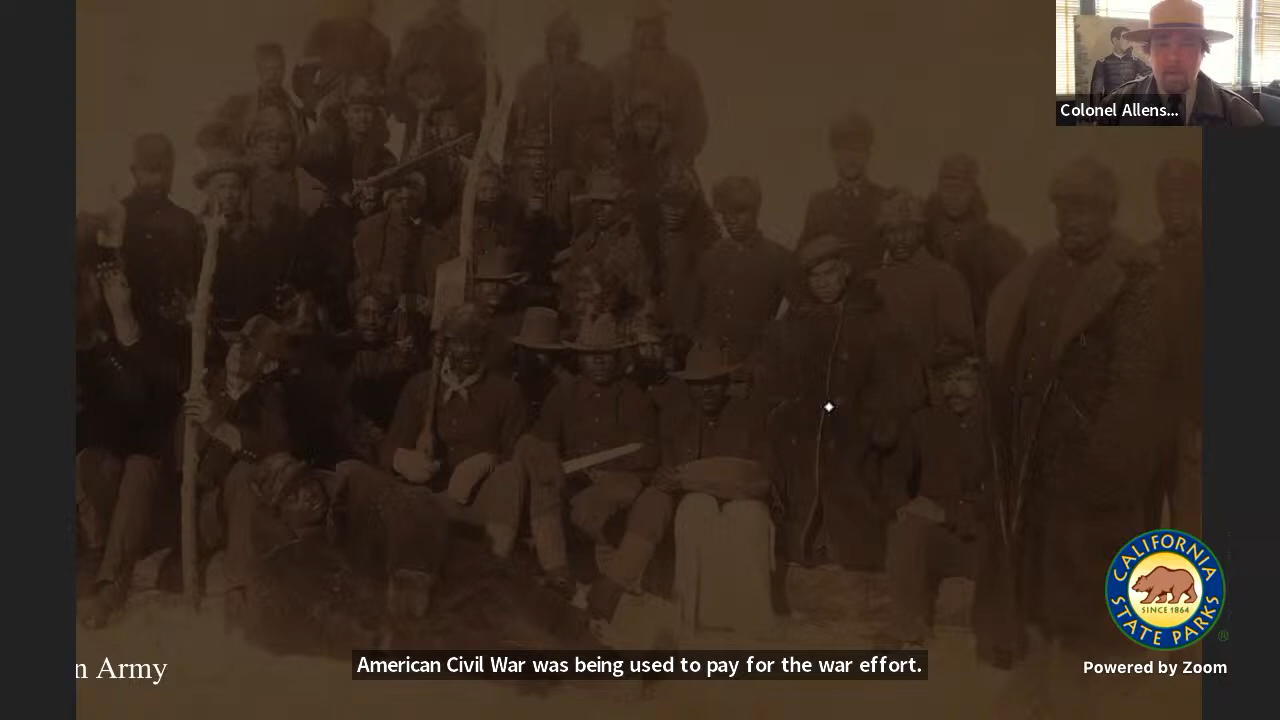 Colonel Allens...
CALIFORNIA
SINCE 1864
STATE PARKS
®
n Army
American Civil War was being used to pay for the war effort.
Powered by Zoom